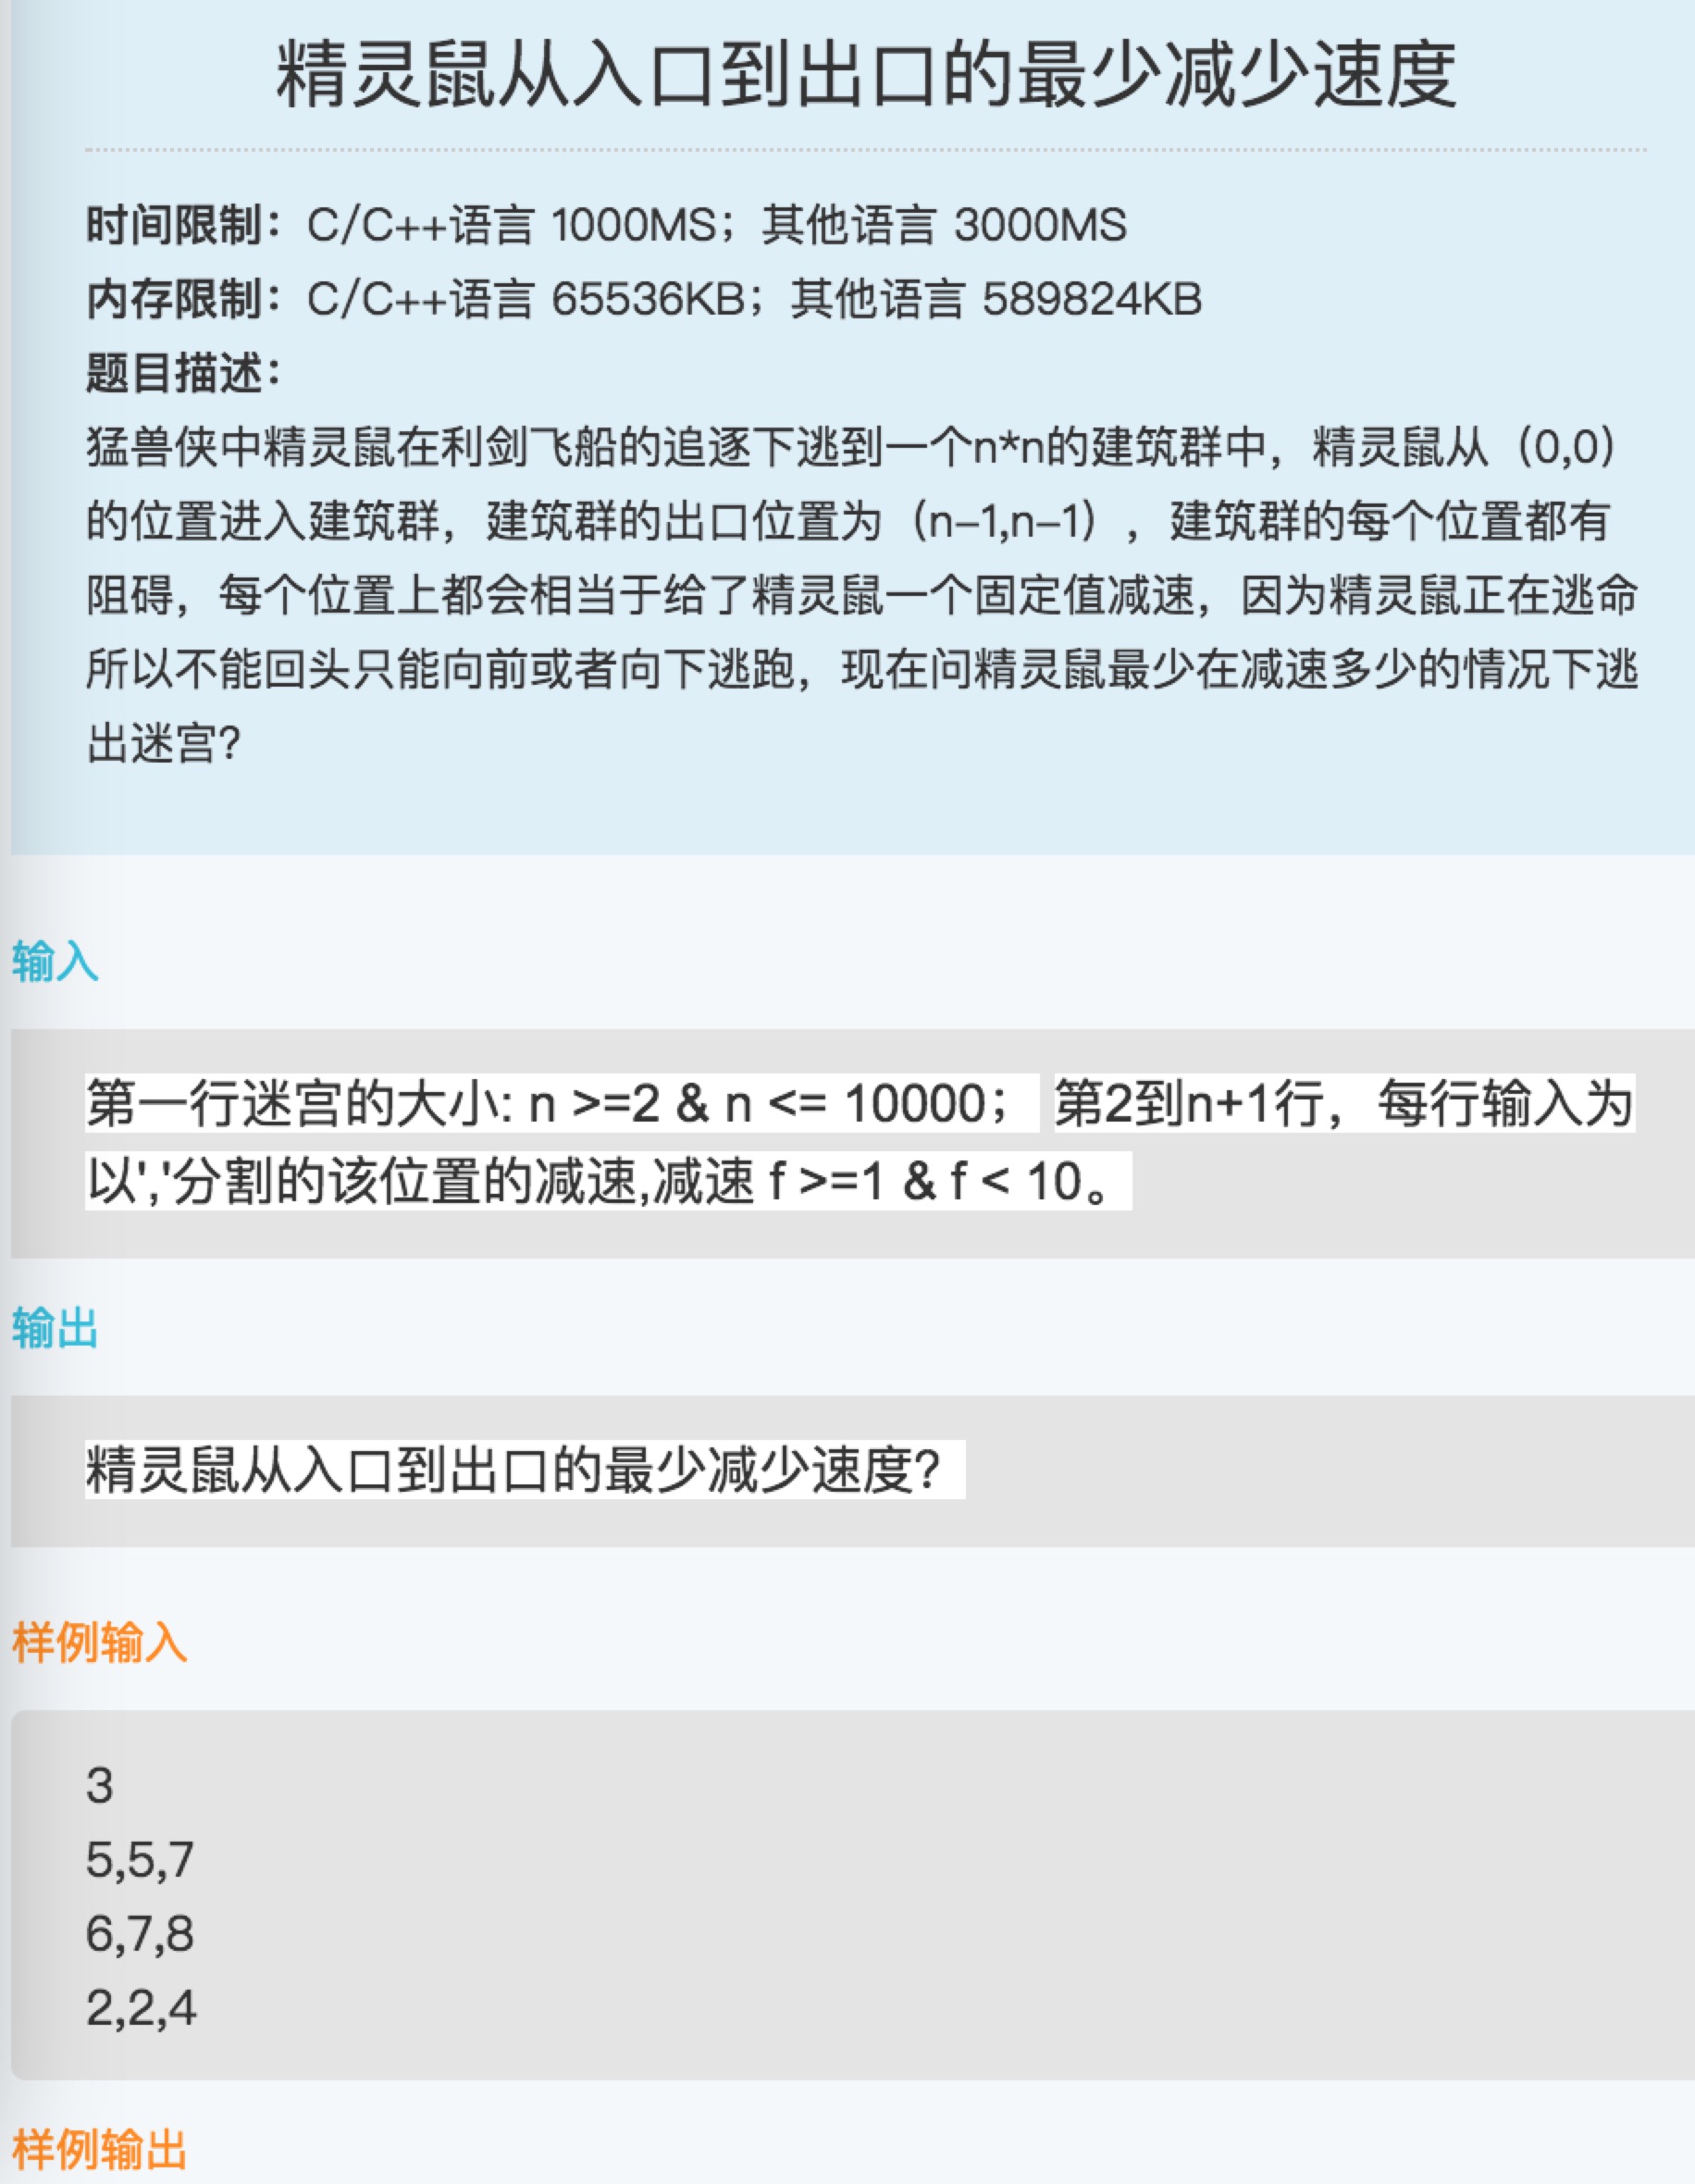 精灵鼠从入口到出口的最少减少速度
时间限制：C/C++语言 1000MS；其他语言 3000MS
内存限制：C/C++语言 65536KB；其他语言 589824KB
题目描述：
猛兽侠中精灵鼠在利剑飞船的追逐下逃到一个n*n的建筑群中，精灵鼠从（0,0）
的位置进入建筑群，建筑群的出口位置为（n–1,n–1），建筑群的每个位置都有
阻碍，每个位置上都会相当于给了精灵鼠一个固定值减速，因为精灵鼠正在逃命
所以不能回头只能向前或者向下逃跑，现在问精灵鼠最少在减速多少的情况下逃
出迷宫？
输入
第一行迷宫的大小: n >=2 & n <= 10000； 第2到n+1行，每行输入为
以','分割的该位置的减速,减速 f >=1 & f < 10。
输出
精灵鼠从入口到出口的最少减少速度？
样例输入
3
5,5,7
6,7,8
2,2,4
样例输出